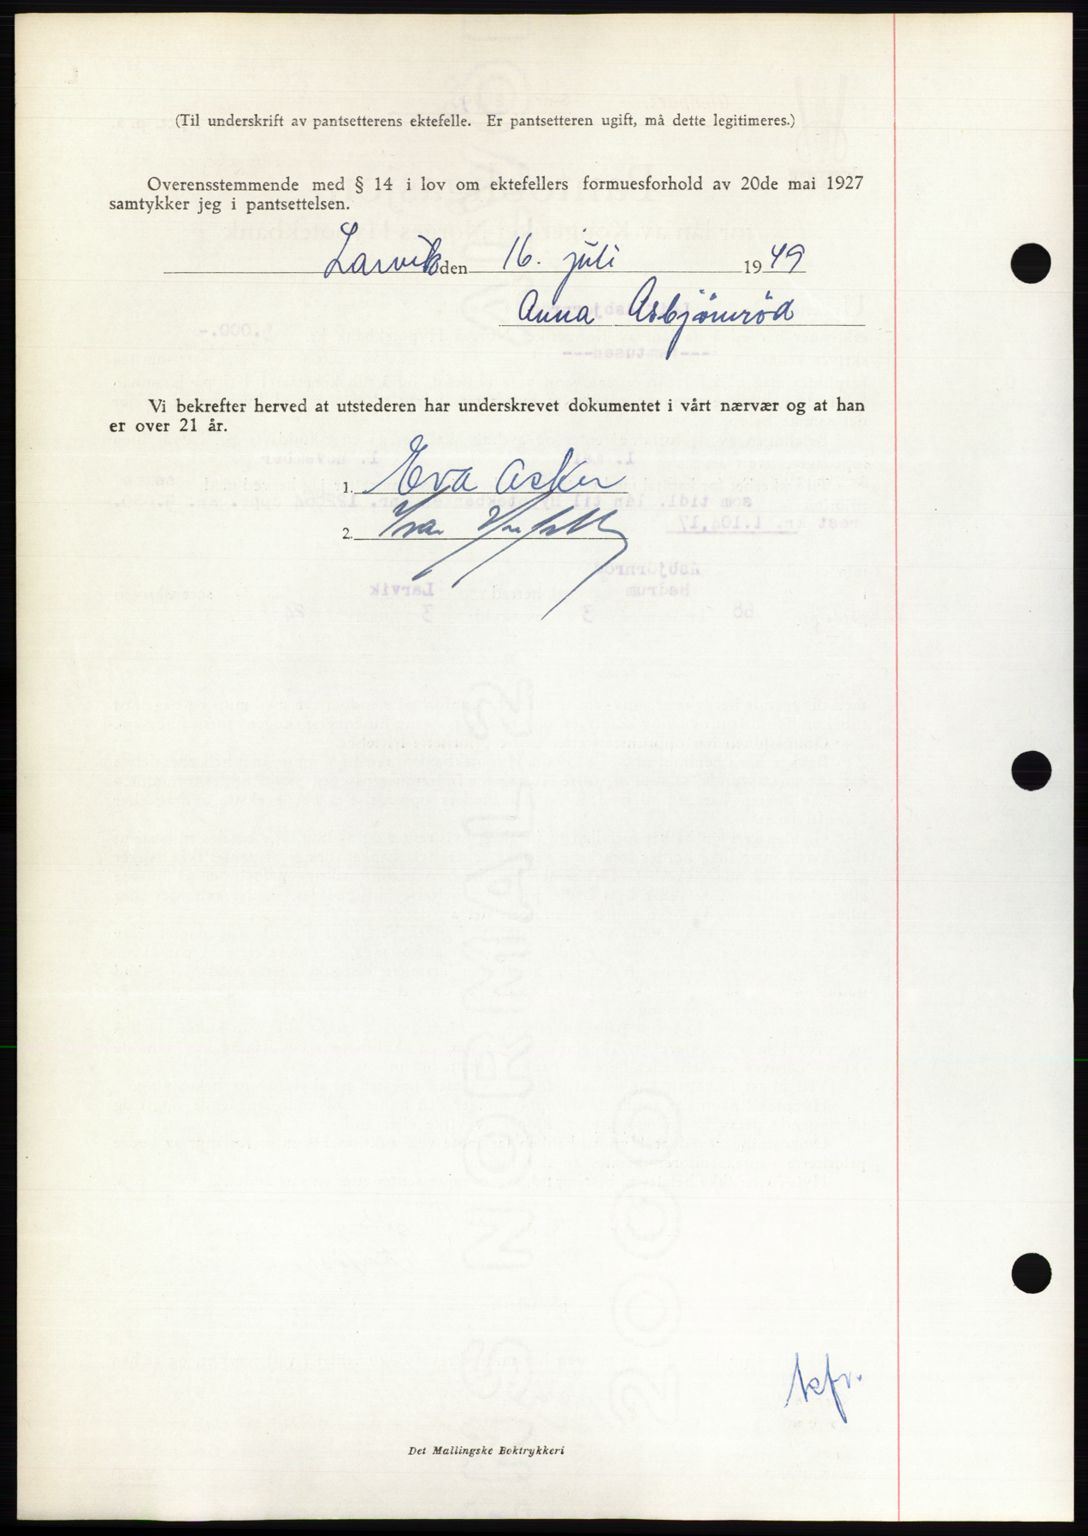 (Til underskrift av pantsetterens ektefelle. Er pantsetteren ugift, må dette legitimeres.)
Overensstemmende med § 14 i lov om ektefellers formuesforhold av 20de mai 1927
samtykker jeg i pantsettelsen.
Larvik den 16. juli 1949
Anna Asbjörnröd
Vi bekrefter herved at utstederen har underskrevet dokumentet i vårt nærvær og at han
er over 21 år.
1. Eva Asker
2.
kfr.
Det Mallingske Boktrykkeri